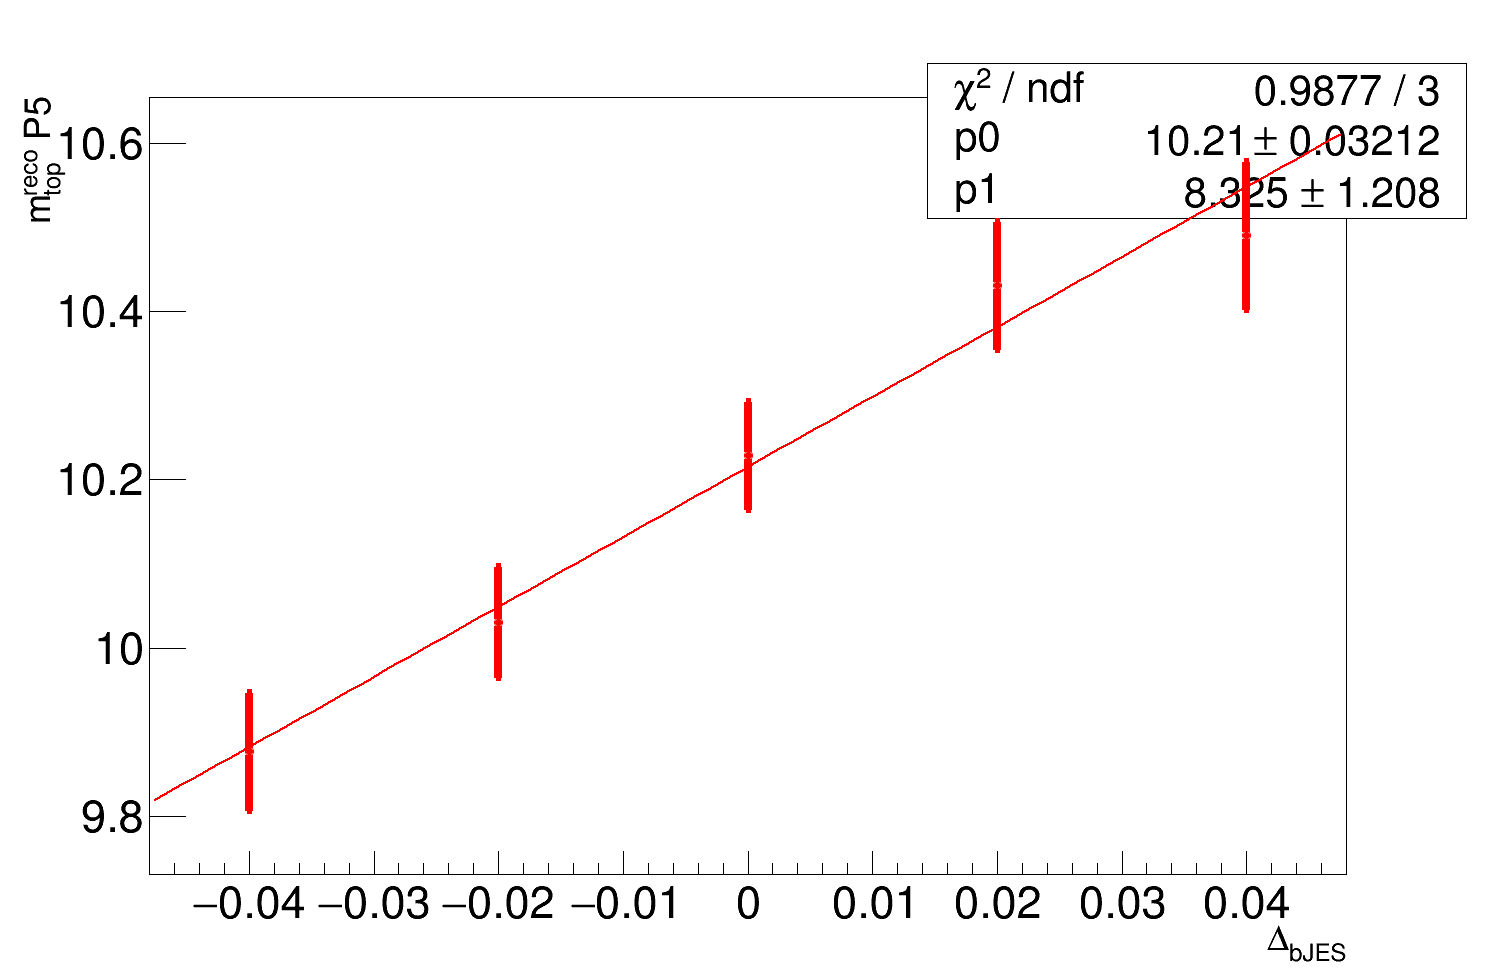 χ² / ndf 0.9877 / 3
p0 10.21 ± 0.03212
p1 8.325 ± 1.208
m_top^reco P5
10.6
10.4
10.2
10
9.8
−0.04 −0.03 −0.02 −0.01 0 0.01 0.02 0.03 0.04
Δ_bJES